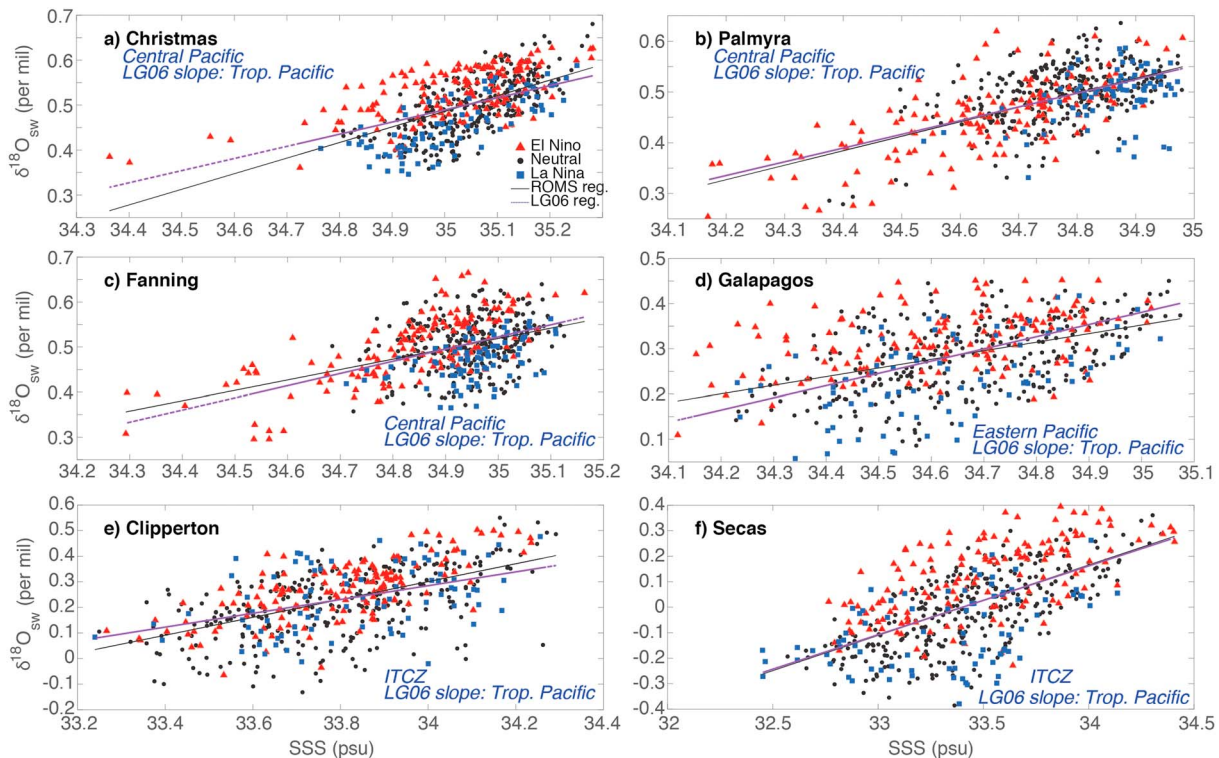 a) Christmas
Central Pacific
LG06 slope: Trop. Pacific
El Nino
Neutral
La Nina
ROMS reg.
LG06 reg.
δ18Osw (per mil)
0.7
0.6
0.5
0.4
0.3
34.3 34.4 34.5 34.6 34.7 34.8 34.9 35 35.1 35.2
b) Palmyra
Central Pacific
LG06 slope: Trop. Pacific
0.6
0.5
0.4
0.3
34.1 34.2 34.3 34.4 34.5 34.6 34.7 34.8 34.9 35
c) Fanning
Central Pacific
LG06 slope: Trop. Pacific
δ18Osw (per mil)
0.7
0.6
0.5
0.4
0.3
34.2 34.3 34.4 34.5 34.6 34.7 34.8 34.9 35 35.1 35.2
d) Galapagos
Eastern Pacific
LG06 slope: Trop. Pacific
0.5
0.4
0.3
0.2
0.1
34.1 34.2 34.3 34.4 34.5 34.6 34.7 34.8 34.9 35 35.1
e) Clipperton
ITCZ
LG06 slope: Trop. Pacific
δ18Osw (per mil)
0.6
0.5
0.4
0.3
0.2
0.1
0
-0.1
-0.2
33.2 33.4 33.6 33.8 34 34.2 34.4
SSS (psu)
f) Secas
ITCZ
LG06 slope: Trop. Pacific
0.4
0.3
0.2
0.1
0
-0.1
-0.2
-0.3
-0.4
32 32.5 33 33.5 34 34.5
SSS (psu)